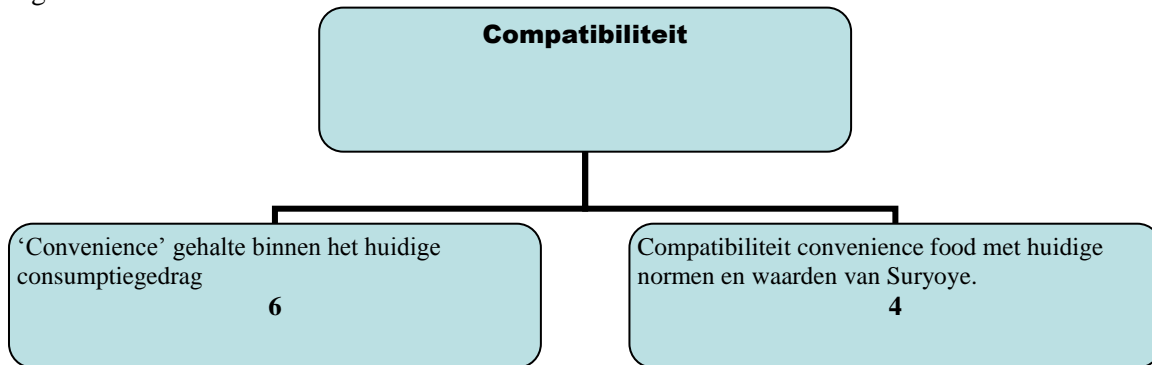 Compatibiliteit
‘Convenience’ gehalte binnen het huidige
consumptiegedrag
6
Compatibiliteit convenience food met huidige
normen en waarden van Suryoye.
4